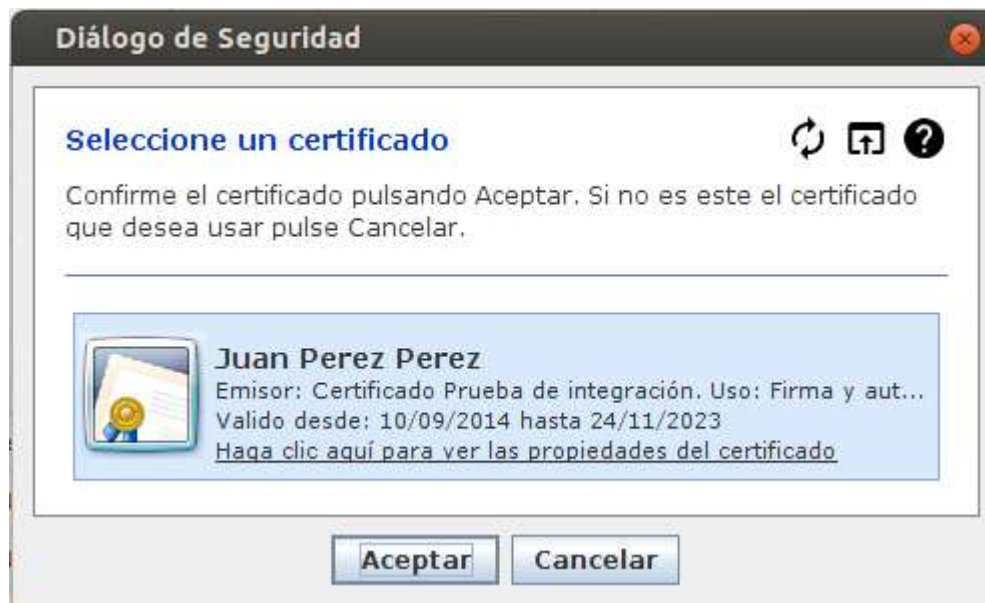 Diálogo de Seguridad
Seleccione un certificado
Confirme el certificado pulsando Aceptar. Si no es este el certificado
que desea usar pulse Cancelar.
Juan Perez Perez
Emisor: Certificado Prueba de integración. Uso: Firma y aut...
Valido desde: 10/09/2014 hasta 24/11/2023
Haga clic aquí para ver las propiedades del certificado
Aceptar Cancelar